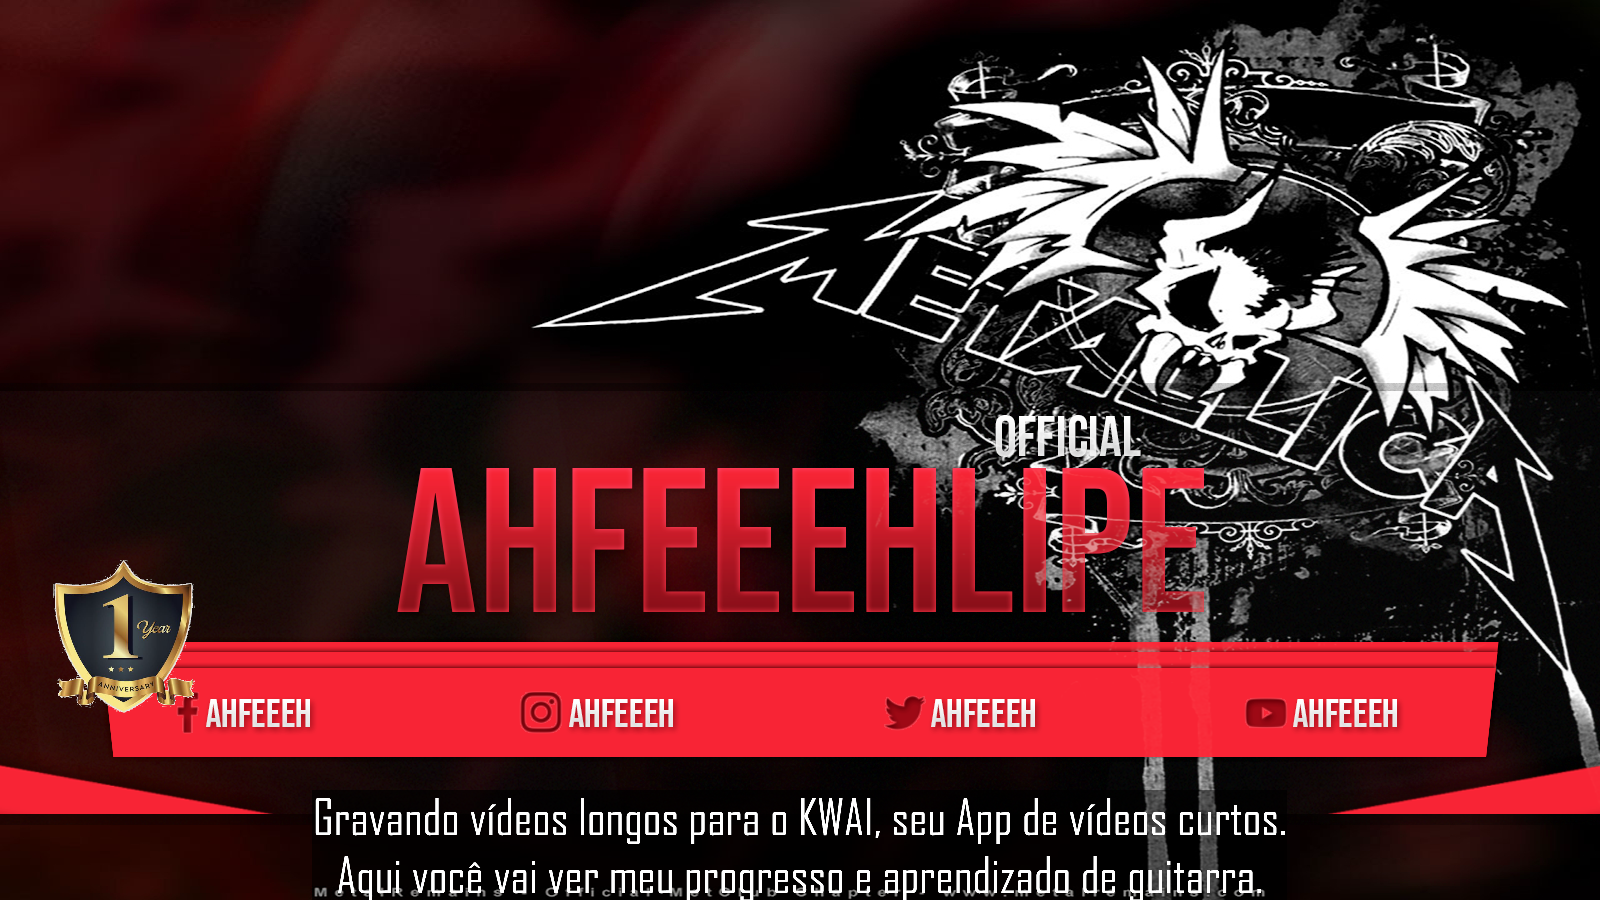 METALLICA
OFFICIAL
AHFEEEHLIPE
1 Year
ANNIVERSARY
AHFEEEH
AHFEEEH
AHFEEEH
AHFEEEH
Gravando vídeos longos para o KWAI, seu App de vídeos curtos.
Aqui você vai ver meu progresso e aprendizado de guitarra.